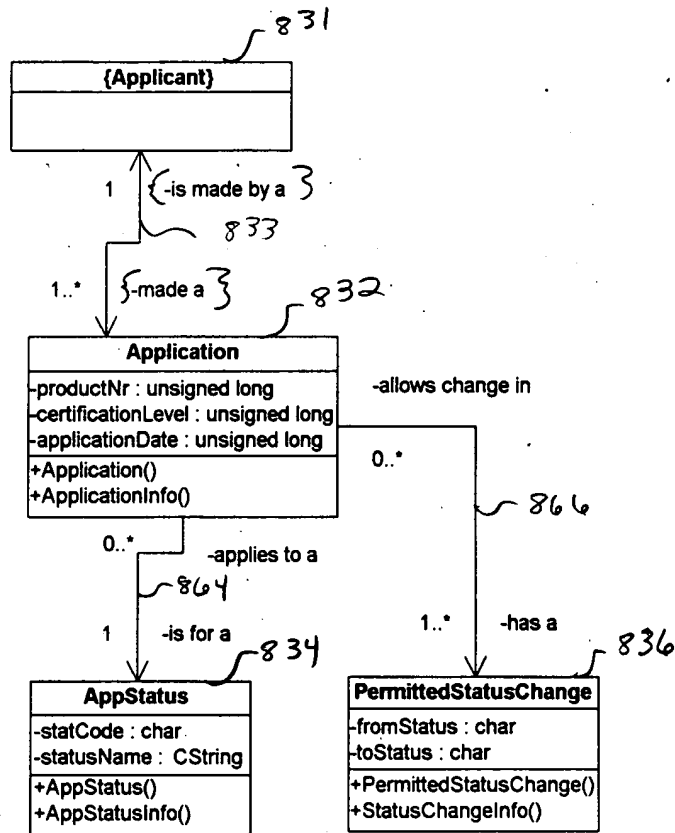 831
{Applicant}
1 {-is made by a}
833
1..* {-made a}
832
Application
-productNr : unsigned long
-certificationLevel : unsigned long
-applicationDate : unsigned long
+Application()
+ApplicationInfo()
-allows change in
0..*
866
0..* -applies to a
864
1 -is for a
1..* -has a
834
836
AppStatus
-statCode : char
-statusName : CString
+AppStatus()
+AppStatusInfo()
PermittedStatusChange
-fromStatus : char
-toStatus : char
+PermittedStatusChange()
+StatusChangeInfo()